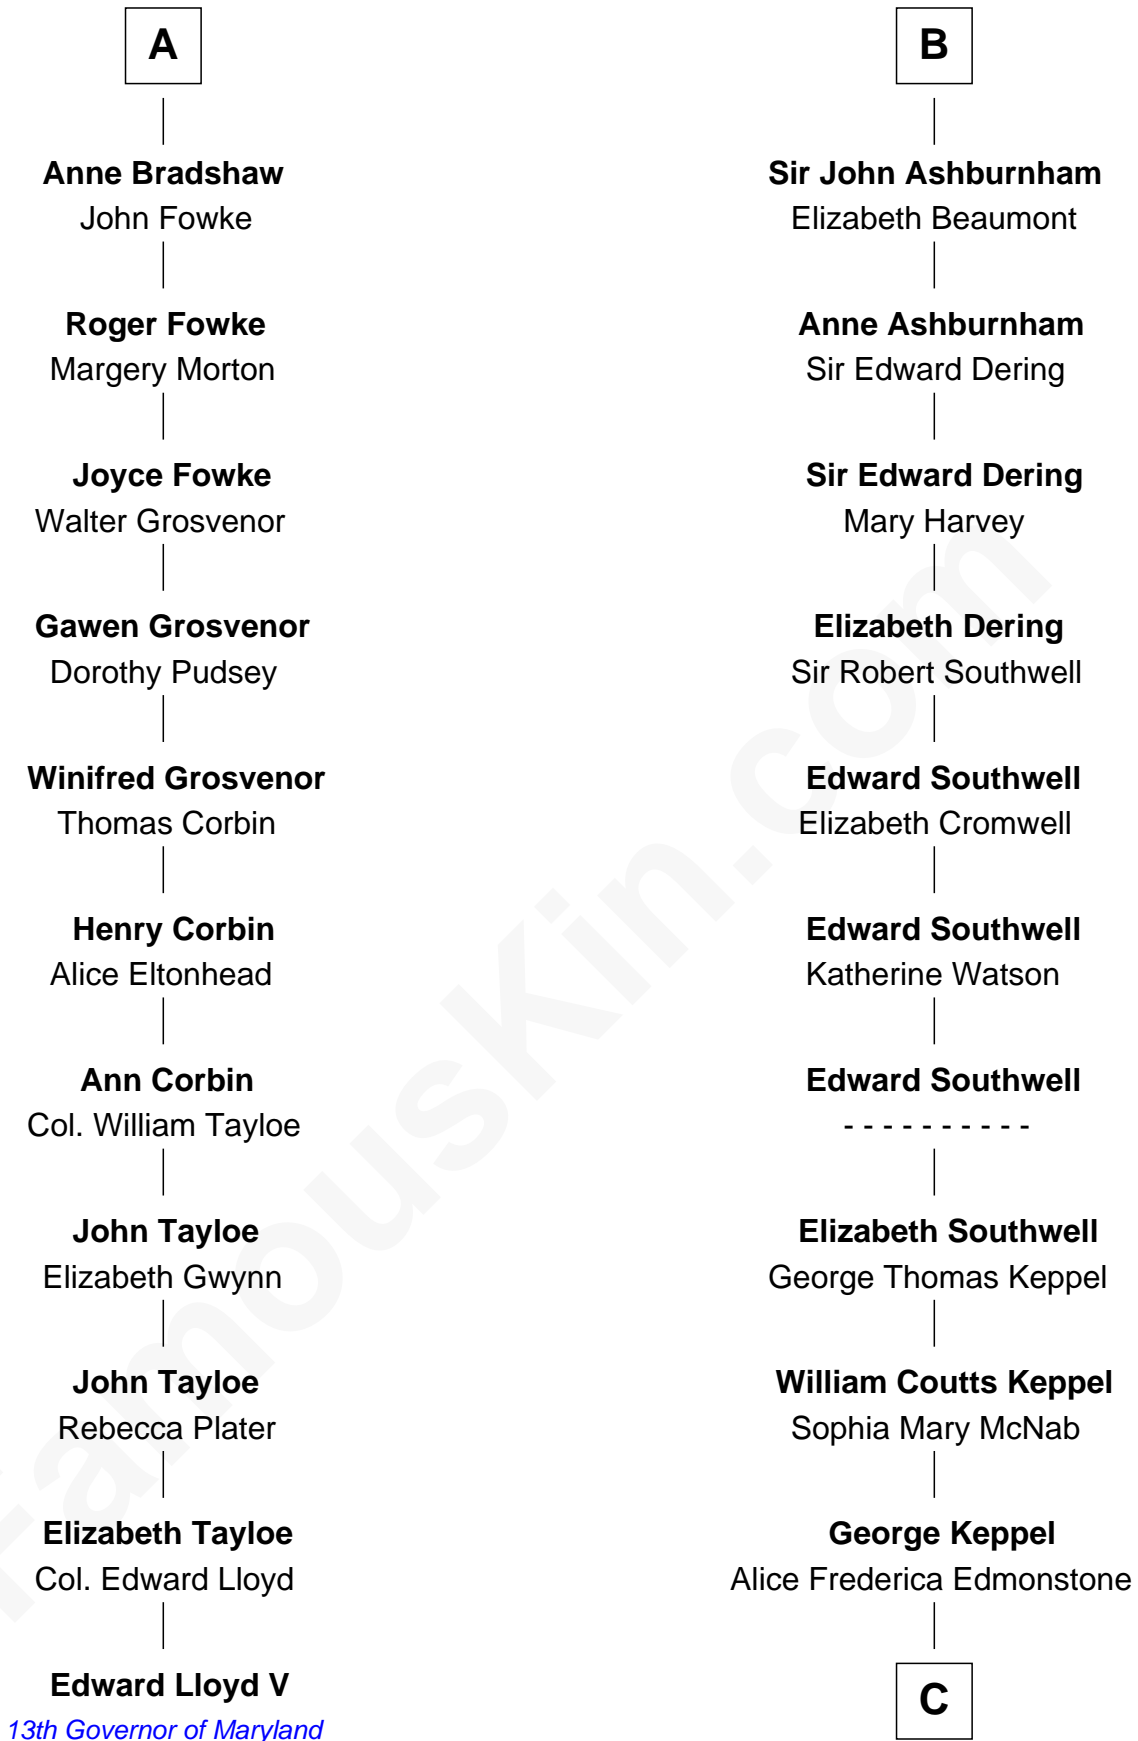 A
Anne Bradshaw
John Fowke
Roger Fowke
Margery Morton
Joyce Fowke
Walter Grosvenor
Gawen Grosvenor
Dorothy Pudsey
Winifred Grosvenor
Thomas Corbin
Henry Corbin
Alice Eltonhead
Ann Corbin
Col. William Tayloe
John Tayloe
Elizabeth Gwynn
John Tayloe
Rebecca Plater
Elizabeth Tayloe
Col. Edward Lloyd
Edward Lloyd V
13th Governor of Maryland
B
Sir John Ashburnham
Elizabeth Beaumont
Anne Ashburnham
Sir Edward Dering
Sir Edward Dering
Mary Harvey
Elizabeth Dering
Sir Robert Southwell
Edward Southwell
Elizabeth Cromwell
Edward Southwell
Katherine Watson
Edward Southwell
- - - - - - - - - -
Elizabeth Southwell
George Thomas Keppel
William Coutts Keppel
Sophia Mary McNab
George Keppel
Alice Frederica Edmonstone
C
FamousKin.com